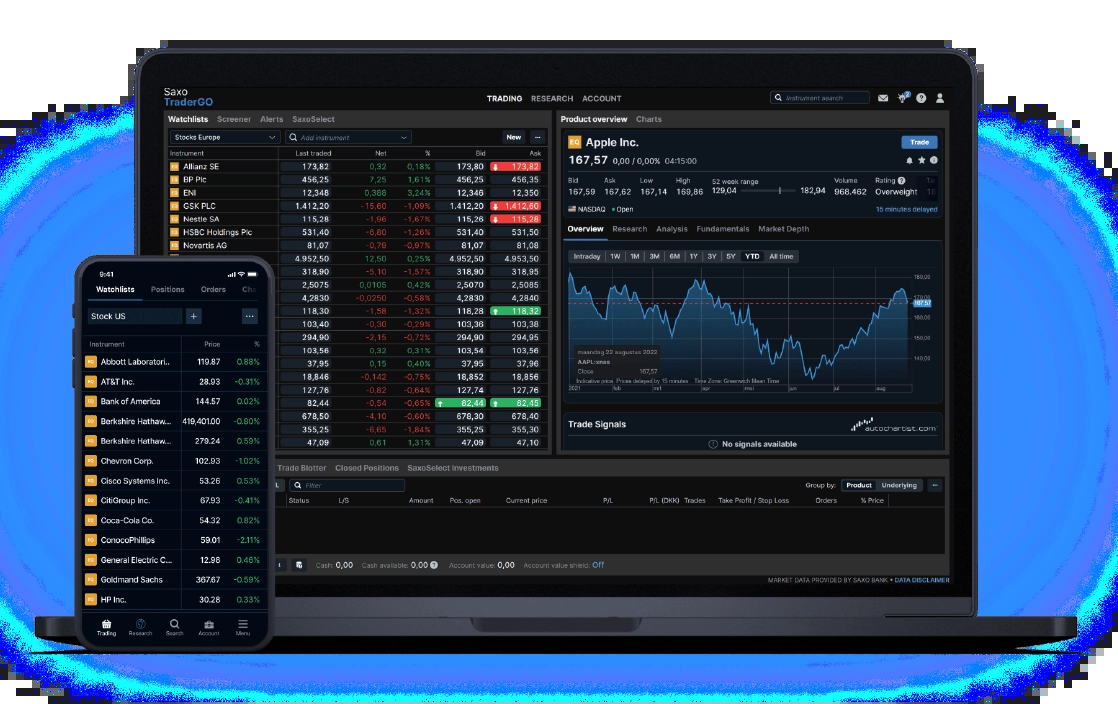 Saxo
TraderGO
TRADING RESEARCH ACCOUNT
Instrument search
2
Watchlists Screener Alerts SaxoSelect
Stocks Europe
Add instrument
New
Instrument Last traded Net % Bid Ask
EQ Allianz SE 173,82 0,32 0,18% 173,80 173,82
EQ BP Plc 456,25 7,25 1,61% 456,25 456,35
EQ ENI 12,348 0,388 3,24% 12,346 12,350
EQ GSK PLC 1.412,20 -15,60 -1,09% 1.412,20 1.412,60
EQ Nestle SA 115,28 -1,96 -1,67% 115,26 115,28
EQ HSBC Holdings Plc 531,40 -6,80 -1,26% 531,40 531,50
EQ Novartis AG 81,07 -0,79 -0,97% 81,07 81,08
4.952,50 12,50 0,25% 4.952,50 4.953,50
318,90 -5,10 -1,57% 318,90 318,95
2,5075 0,0105 0,42% 2,5070 2,5085
4,2830 -0,0250 -0,58% 4,2830 4,2840
118,30 -1,58 -1,32% 118,28 118,32
103,40 -0,30 -0,29% 103,36 103,38
294,90 -2,15 -0,72% 294,90 294,95
103,56 0,32 0,31% 103,54 103,56
37,95 0,15 0,40% 37,95 37,96
18,846 -0,142 -0,75% 18,852 18,856
127,76 -0,82 -0,64% 127,74 127,76
82,44 -0,54 -0,65% 82,44 82,45
678,50 -4,10 -0,60% 678,30 678,40
355,30 -6,65 -1,84% 355,25 355,30
47,09 0,61 1,31% 47,09 47,10
Product overview Charts
EQ Apple Inc.
Trade
167,57 0,00 / 0,00% 04:15:00
Bid Ask Low High 52 week range Volume Rating
167,59 167,62 167,14 169,86 129,04 182,94 968.462 Overweight
NASDAQ Open
15 minutes delayed
Overview Research Analysis Fundamentals Market Depth
Intraday 1W 1M 3M 6M 1Y 3Y 5Y YTD All time
180,00
170,00
167,57
160,00
150,00
140,00
maandag 22 augustus 2022
AAPL:xnas
Close 167,57
Indicative price Prices delayed by 15 minutes Time Zone: Greenwich Mean Time
2021 feb mrt apr mei jun jul aug
Trade Signals
autochartist.com
No signals available
Trade Blotter Closed Positions SaxoSelect Investments
Filter
Group by: Product Underlying
Status L/S Amount Pos. open Current price P/L P/L (DKK) Trades Take Profit / Stop Loss Orders % Price
Cash: 0,00 Cash available: 0,00 Account value: 0,00 Account value shield: Off
MARKET DATA PROVIDED BY SAXO BANK • DATA DISCLAIMER
9:41
Watchlists Positions Orders Ch
Stock US
Instrument Price %
EQ Abbott Laboratori.. 119.87 0.88%
EQ AT&T Inc. 28.93 -0.31%
EQ Bank of America 144.57 0.02%
EQ Berkshire Hathaw... 419,401.00 -0.80%
EQ Berkshire Hathaw... 279.24 0.59%
EQ Chevron Corp. 102.93 -1.02%
EQ Cisco Systems Inc. 53.26 0.53%
EQ CitiGroup Inc. 67.93 -0.41%
EQ Coca-Cola Co. 54.32 0.82%
EQ ConocoPhillips 59.01 -2.11%
EQ General Electric C... 12.98 0.46%
EQ Goldmand Sachs 367.67 -0.59%
EQ HP Inc. 30.28 0.33%
Trading Research Search Account Menu